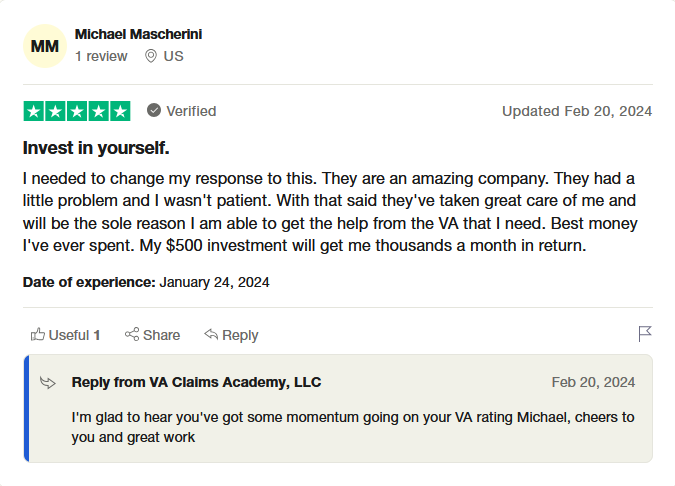 MM
Michael Mascherini
1 review US
Verified
Updated Feb 20, 2024
Invest in yourself.
I needed to change my response to this. They are an amazing company. They had a
little problem and I wasn't patient. With that said they've taken great care of me and
will be the sole reason I am able to get the help from the VA that I need. Best money
I've ever spent. My $500 investment will get me thousands a month in return.
Date of experience: January 24, 2024
Useful 1 Share Reply
Reply from VA Claims Academy, LLC
Feb 20, 2024
I'm glad to hear you've got some momentum going on your VA rating Michael, cheers to
you and great work